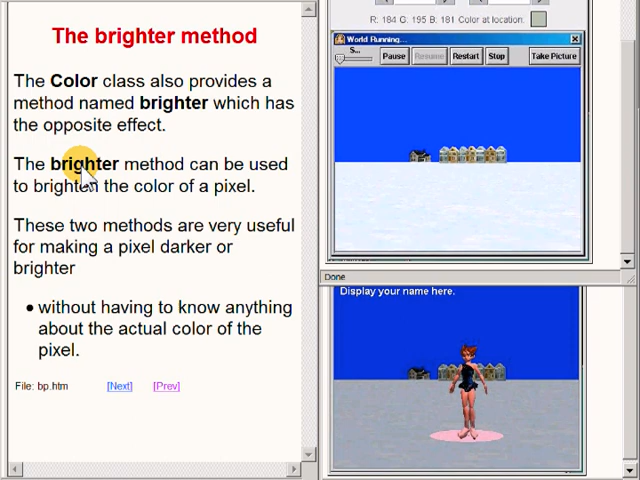 The brighter method
The Color class also provides a
method named brighter which has
the opposite effect.
The brighter method can be used
to brighten the color of a pixel.
These two methods are very useful
for making a pixel darker or
brighter
• without having to know anything
about the actual color of the
pixel.
File: bp.htm [Next] [Prev]
R: 184 G: 195 B: 181 Color at location:
World Running...
S...
Pause Resume Restart Stop Take Picture
Done
Display your name here.